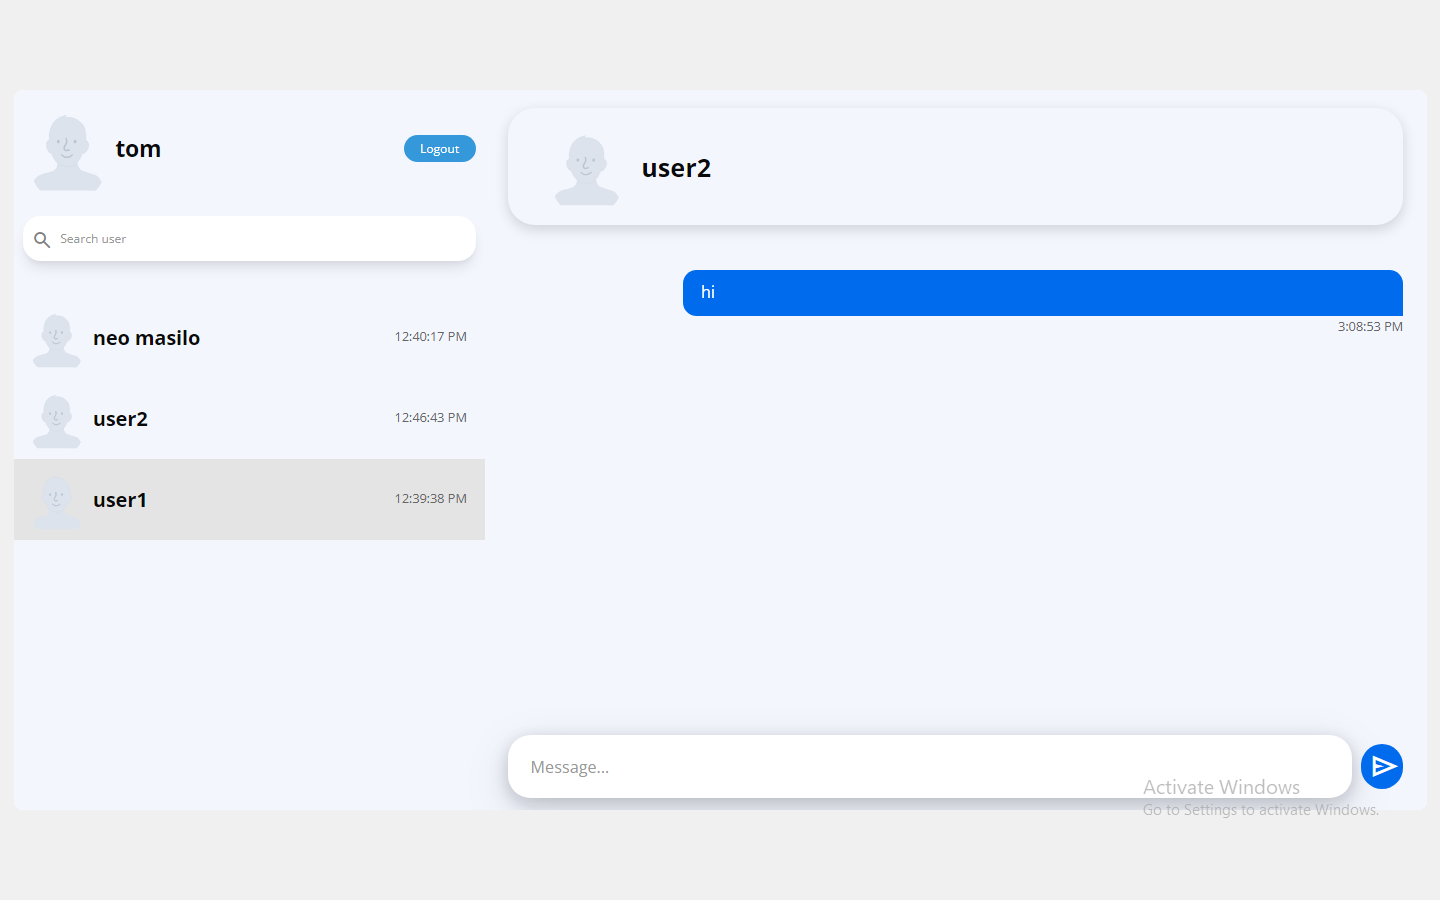 tom
Logout
Search user
neo masilo
12:40:17 PM
user2
12:46:43 PM
user1
12:39:38 PM
user2
hi
3:08:53 PM
Message...
Activate Windows
Go to Settings to activate Windows.